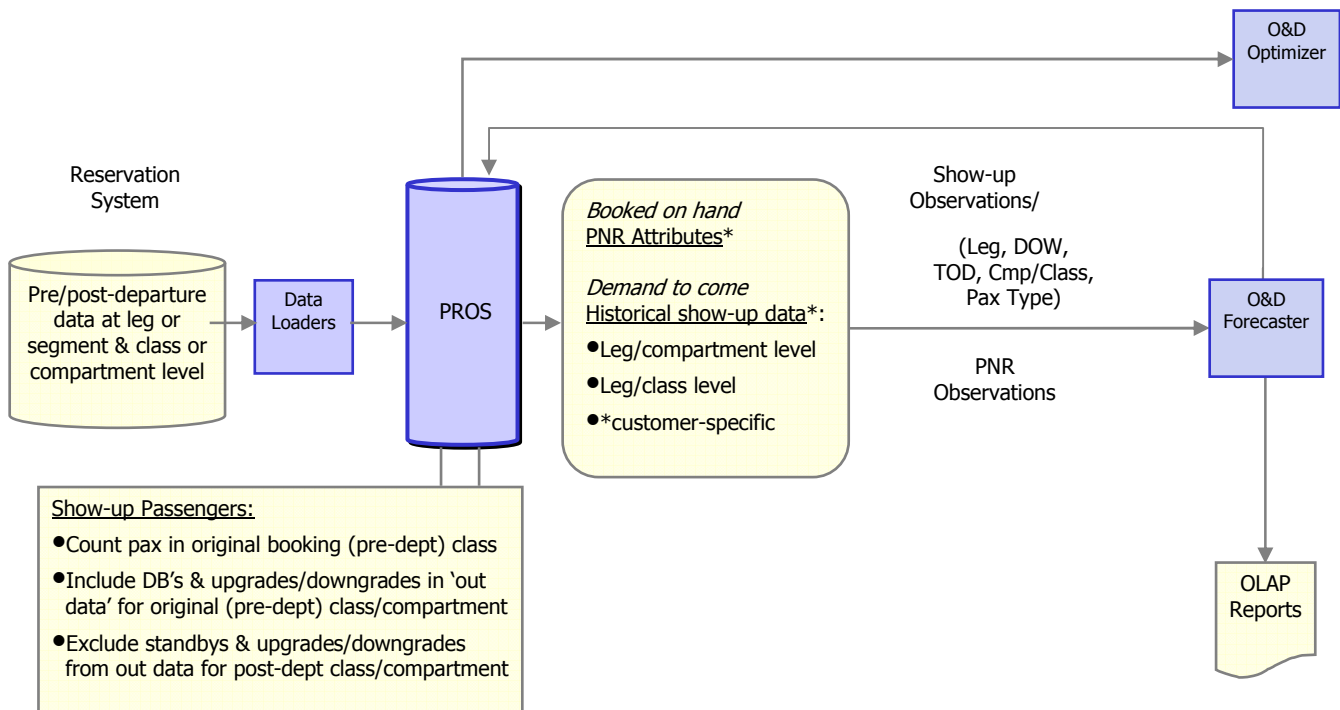 O&D
Optimizer
Reservation
System
Pre/post-departure
data at leg or
segment & class or
compartment level
Data
Loaders
PROS
Booked on hand
PNR Attributes*
Demand to come
Historical show-up data*:
●Leg/compartment level
●Leg/class level
●*customer-specific
Show-up
Observations/
(Leg, DOW,
TOD, Cmp/Class,
Pax Type)
PNR
Observations
O&D
Forecaster
OLAP
Reports
Show-up Passengers:
●Count pax in original booking (pre-dept) class
●Include DB's & upgrades/downgrades in ‘out
data’ for original (pre-dept) class/compartment
●Exclude standbys & upgrades/downgrades
from out data for post-dept class/compartment